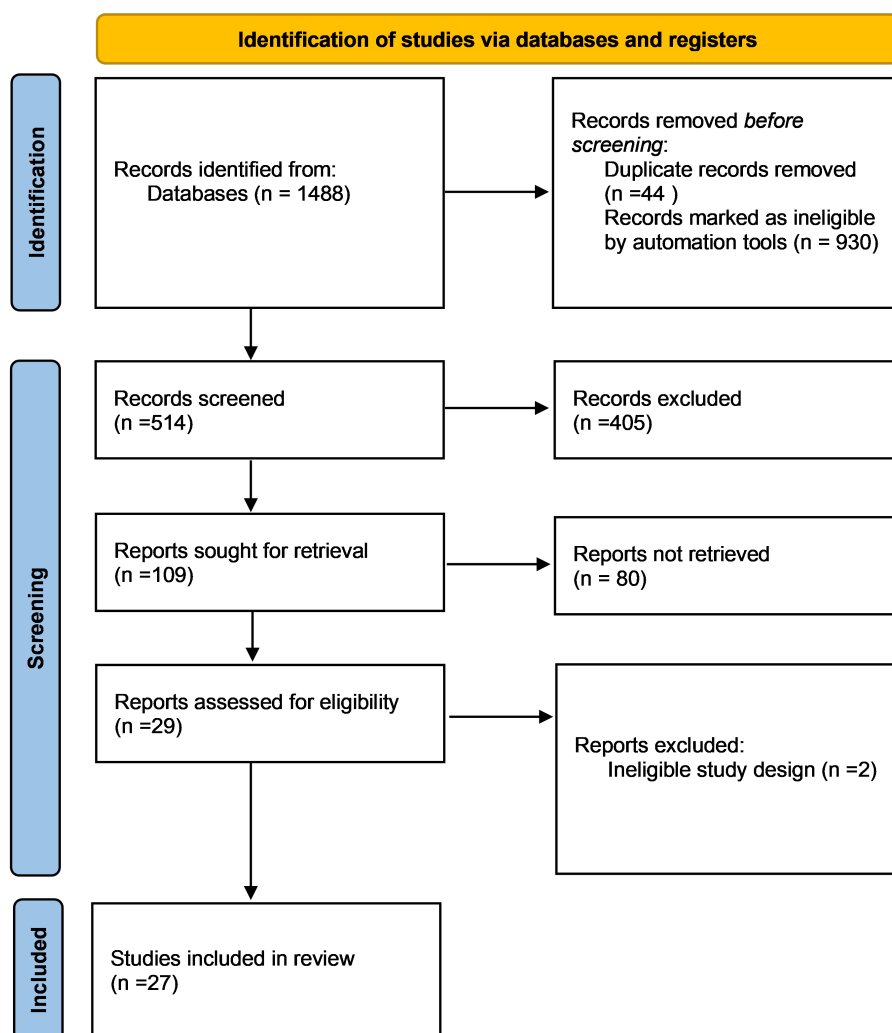 Identification of studies via databases and registers
Identification
Records identified from:
Databases (n = 1488)
Records removed before
screening:
Duplicate records removed
(n =44 )
Records marked as ineligible
by automation tools (n = 930)
Screening
Records screened
(n =514)
Records excluded
(n =405)
Reports sought for retrieval
(n =109)
Reports not retrieved
(n = 80)
Reports assessed for eligibility
(n =29)
Reports excluded:
Ineligible study design (n =2)
Included
Studies included in review
(n =27)